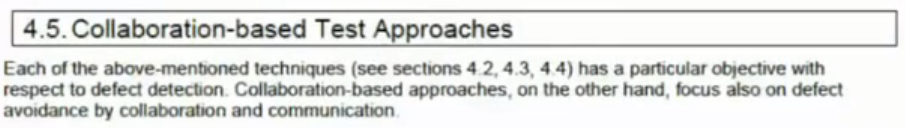 4.5. Collaboration-based Test Approaches
Each of the above-mentioned techniques (see sections 4.2, 4.3, 4.4) has a particular objective with
respect to defect detection. Collaboration-based approaches, on the other hand, focus also on defect
avoidance by collaboration and communication.